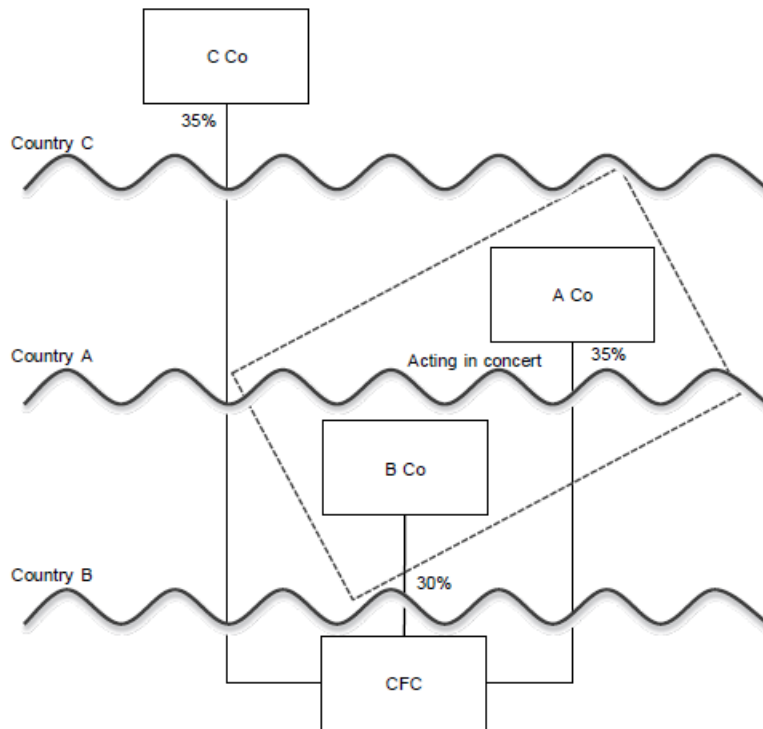 C Co
35%
Country C
A Co
Country A
Acting in concert
35%
B Co
Country B
30%
CFC